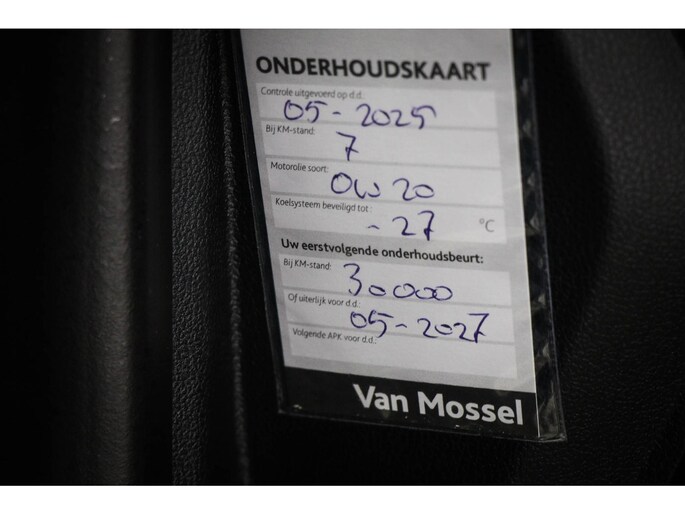 ONDERHOUDSKAART
Controle uitgevoerd op d.d.:
05-2025
Bij KM-stand:
7
Motorolie soort:
0W20
Koelsysteem beveiligd tot:
-27 °C
Uw eerstvolgende onderhoudsbeurt:
Bij KM-stand:
30000
Of uiterlijk voor d.d.:
05-2027
Volgende APK voor d.d.:
Van Mossel